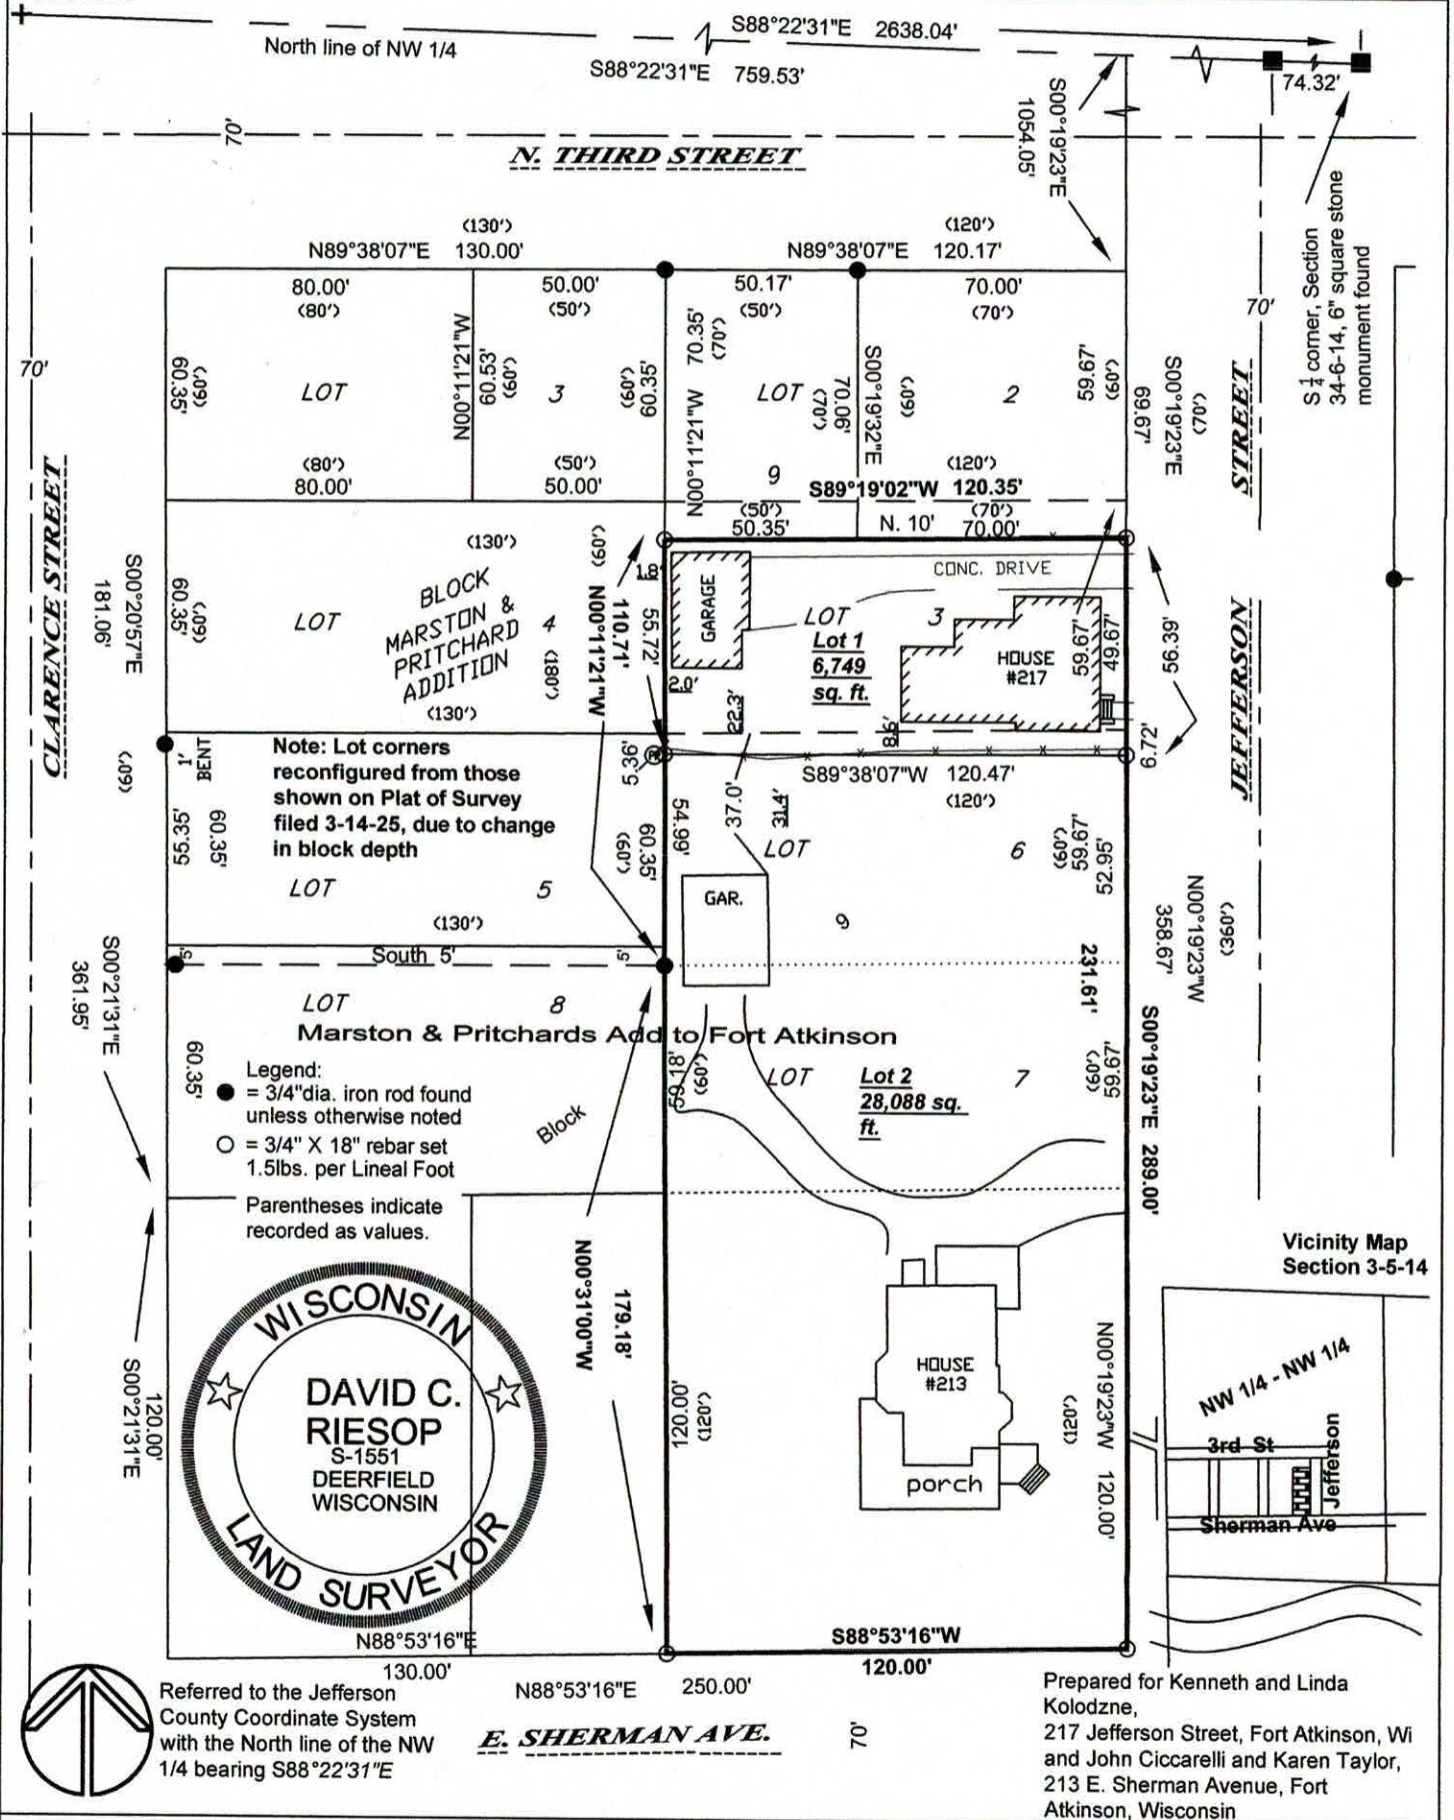 S88°22'31"E 2638.04'
North line of NW 1/4
S88°22'31"E 759.53'
74.32'
S00°19'23"E
1054.05'
S 1/4 corner, Section
34-6-14, 6" square stone
monument found
70'
N. THIRD STREET
(130')
N89°38'07"E 130.00'
(120')
N89°38'07"E 120.17'
80.00'
(80')
50.00'
(50')
50.17'
(50')
70.00'
(70')
70'
70'
60.35'
(60')
LOT
N00°11'21"W
60.53'
(60')
3
(60')
60.35'
N00°11'21"W 70.35'
(70')
LOT
9
70.06'
(70')
S00°19'32"E
(60')
2
59.67'
(60')
S00°19'23"E
69.67'
(70')
JEFFERSON STREET
(80')
80.00'
(50')
50.00'
(120')
S89°19'02"W 120.35'
(50')
50.35'
N. 10'
(70')
70.00'
CLARENCE STREET
S00°20'57"E
181.06'
(60')
60.35'
(60')
LOT
(130')
BLOCK
MARSTON &
PRITCHARD
ADDITION
4
(180')
(130')
(60')
N00°11'21"W
110.71'
55.72'
1.8'
GARAGE
2.0'
CONC. DRIVE
LOT 3
Lot 1
6,749
sq. ft.
HOUSE
#217
59.67'
49.67'
56.39'
22.3'
8.6'
6.72'
1'
BENT
Note: Lot corners
reconfigured from those
shown on Plat of Survey
filed 3-14-25, due to change
in block depth
5.36'
S89°38'07"W 120.47'
(120')
55.35'
60.35'
LOT 5
(130')
60.35'
(60')
54.99'
37.0'
31.4'
LOT 6
59.67'
(60')
52.95'
GAR.
9
N00°19'23"W
358.67'
(360')
231.61'
5'
South 5'
5'
S00°21'31"E
361.95'
LOT 8
Marston & Pritchards Add to Fort Atkinson
60.35'
59.18'
(60')
LOT 7
Lot 2
28,088 sq.
ft.
59.67'
(60')
S00°19'23"E 289.00'
Legend:
= 3/4"dia. iron rod found
unless otherwise noted
= 3/4" X 18" rebar set
1.5lbs. per Lineal Foot
Block
Parentheses indicate
recorded as values.
N00°31'00"W
179.18'
120.00'
S00°21'31"E
120.00'
(120')
HOUSE
#213
porch
N00°19'23"W 120.00'
(120')
WISCONSIN
DAVID C.
RIESOP
S-1551
DEERFIELD
WISCONSIN
LAND SURVEYOR
Vicinity Map
Section 3-5-14
NW 1/4 - NW 1/4
3rd St
Jefferson
Sherman Ave
N88°53'16"E
130.00'
S88°53'16"W
120.00'
N88°53'16"E 250.00'
E. SHERMAN AVE.
70'
Referred to the Jefferson
County Coordinate System
with the North line of the NW
1/4 bearing S88°22'31"E
Prepared for Kenneth and Linda
Kolodzne,
217 Jefferson Street, Fort Atkinson, Wi
and John Ciccarelli and Karen Taylor,
213 E. Sherman Avenue, Fort
Atkinson, Wisconsin